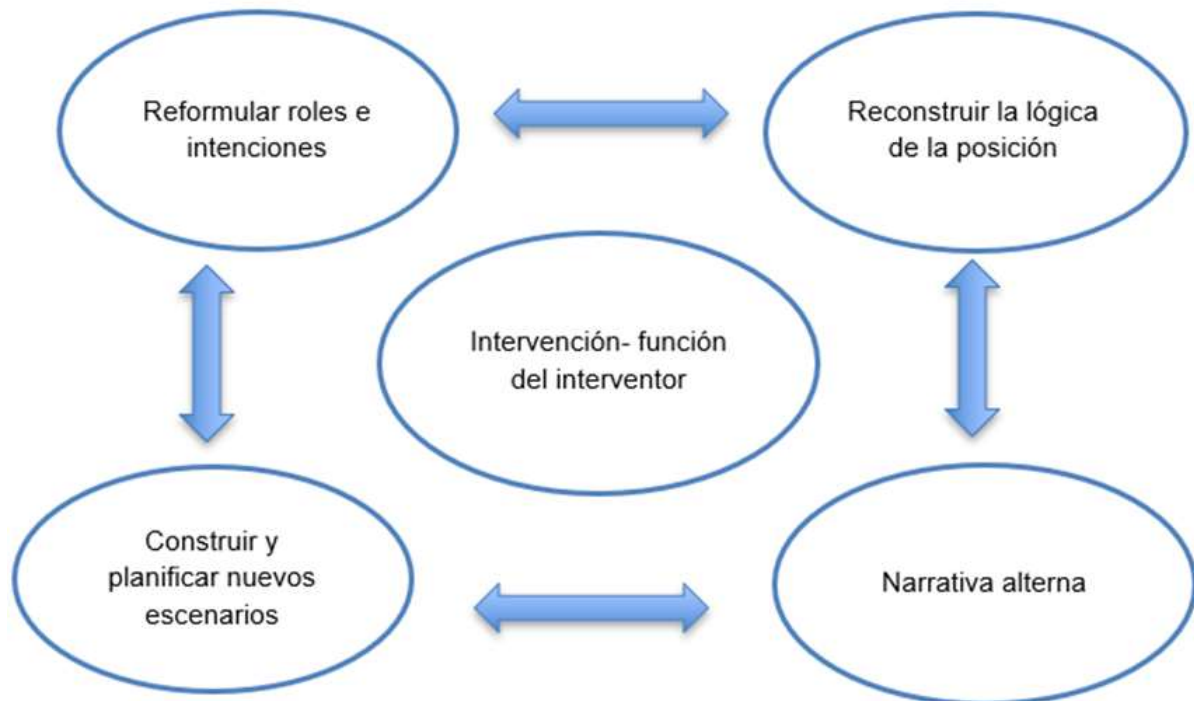 Reformular roles e
intenciones
Reconstruir la lógica
de la posición
Intervención- función
del interventor
Construir y
planificar nuevos
escenarios
Narrativa alterna